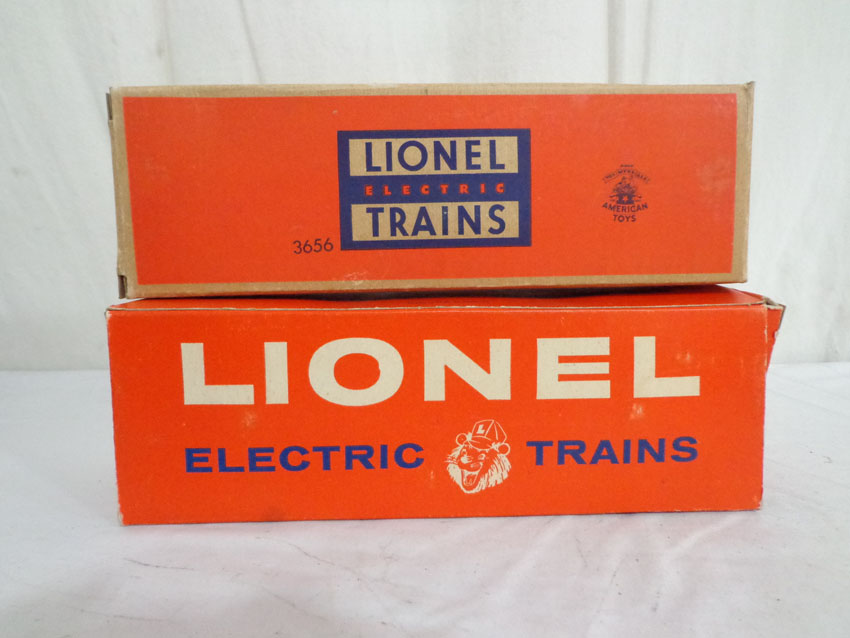 LIONEL
ELECTRIC
TRAINS
3656
AMERICAN
TOYS
LIONEL
ELECTRIC TRAINS
L